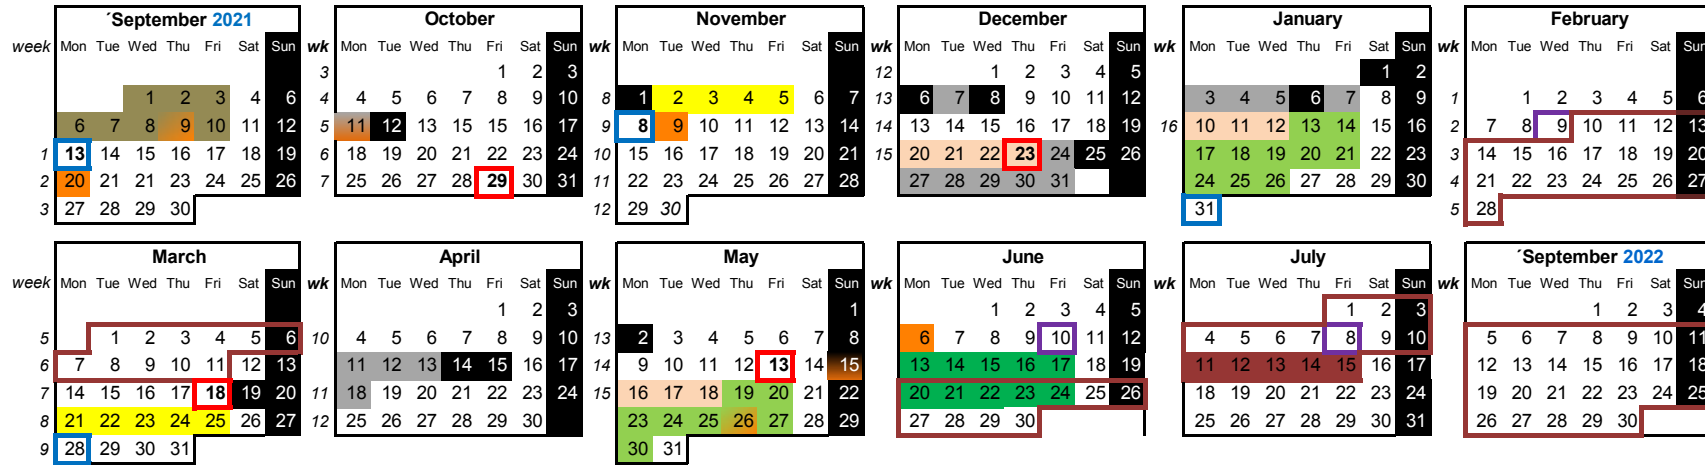 ´September 2021
week Mon Tue Wed Thu Fri Sat Sun
1 2 3 4 6
6 7 8 9 10 11 12
1 13 14 15 16 17 18 19
2 20 21 21 23 24 25 26
3 27 28 29 30
October
wk Mon Tue Wed Thu Fri Sat Sun
3 1 2 3
4 4 5 6 7 8 9 10
5 11 12 13 15 15 16 17
6 18 19 20 21 22 23 24
7 25 26 27 28 29 30 31
November
wk Mon Tue Wed Thu Fri Sat Sun
8 1 2 3 4 5 6 7
9 8 9 10 11 12 13 14
10 15 16 17 18 19 20 21
11 22 23 24 25 26 27 28
12 29 30
December
wk Mon Tue Wed Thu Fri Sat Sun
12 1 2 3 4 5
13 6 7 8 9 10 11 12
14 13 14 15 16 17 18 19
15 20 21 22 23 24 25 26
27 28 29 30 31
January
wk Mon Tue Wed Thu Fri Sat Sun
1 2
3 4 5 6 7 8 9
16 10 11 12 13 14 15 16
17 18 19 20 21 22 23
24 25 26 27 28 29 30
31
February
wk Mon Tue Wed Thu Fri Sat Sun
1 1 2 3 4 5 6
2 7 8 9 10 11 12 13
3 14 15 16 17 18 19 20
4 21 22 23 24 25 26 27
5 28
March
week Mon Tue Wed Thu Fri Sat Sun
5 1 2 3 4 5 6
6 7 8 9 10 11 12 13
7 14 15 16 17 18 19 20
8 21 22 23 24 25 26 27
9 28 29 30 31
April
wk Mon Tue Wed Thu Fri Sat Sun
1 2 3
10 4 5 6 7 8 9 10
11 12 13 14 15 16 17
11 18 19 20 21 22 23 24
12 25 26 27 28 29 30
May
wk Mon Tue Wed Thu Fri Sat Sun
1
13 2 3 4 5 6 7 8
14 9 10 11 12 13 14 15
15 16 17 18 19 20 21 22
23 24 25 26 27 28 29
30 31
June
wk Mon Tue Wed Thu Fri Sat Sun
1 2 3 4 5
6 7 8 9 10 11 12
13 14 15 16 17 18 19
20 21 22 23 24 25 26
27 28 29 30
July
wk Mon Tue Wed Thu Fri Sat Sun
1 2 3
4 5 6 7 8 9 10
11 12 13 14 15 16 17
18 19 20 21 22 23 24
25 26 27 28 29 30 31
´September 2022
wk Mon Tue Wed Thu Fri Sat Sun
1 2 3 4
5 6 7 8 9 10 11
12 13 14 15 16 17 18
19 20 21 22 23 24 25
26 27 28 29 30